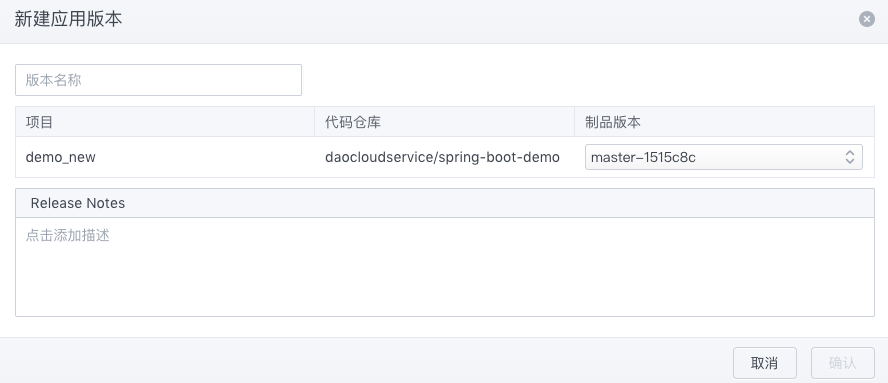 新建应用版本
版本名称
项目 代码仓库 制品版本
demo_new daocloudservice/spring-boot-demo master-1515c8c
Release Notes
点击添加描述
取消 确认